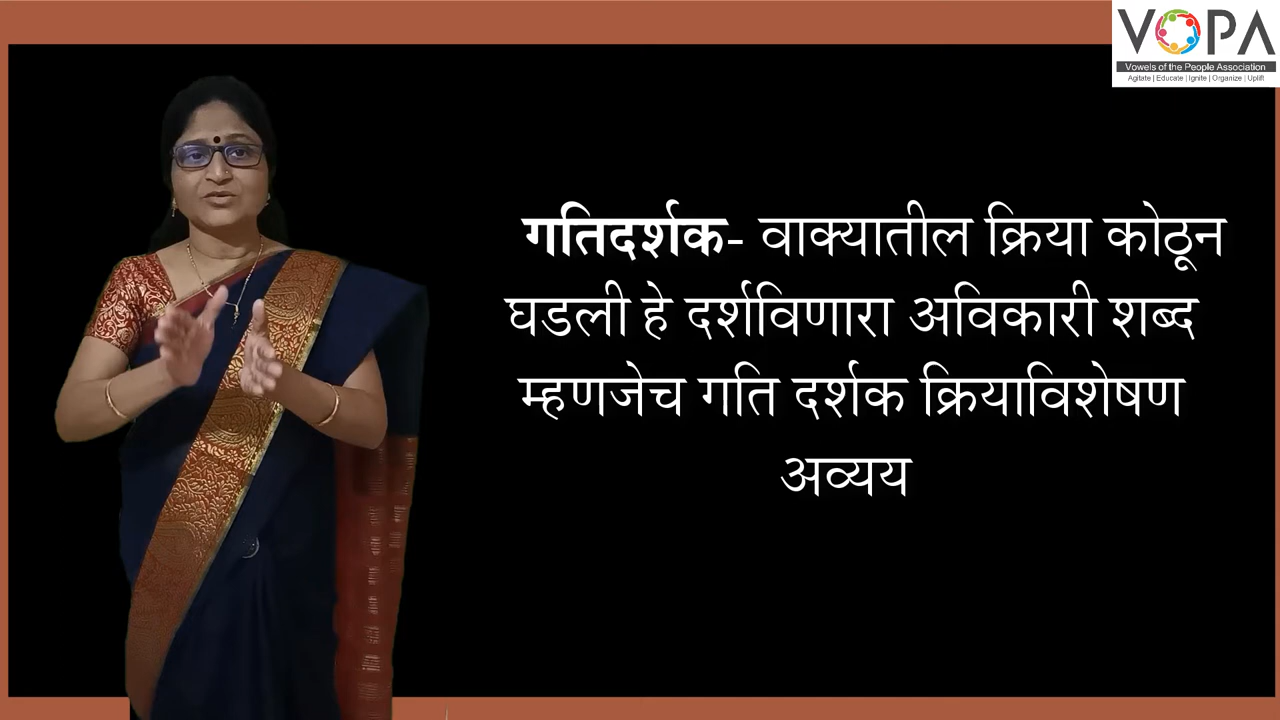 VOPA
Vowels of the People Association
Agitate | Educate | Ignite | Organize | Uplift
गतिदर्शक- वाक्यातील क्रिया कोठून
घडली हे दर्शविणारा अविकारी शब्द
म्हणजेच गति दर्शक क्रियाविशेषण
अव्यय